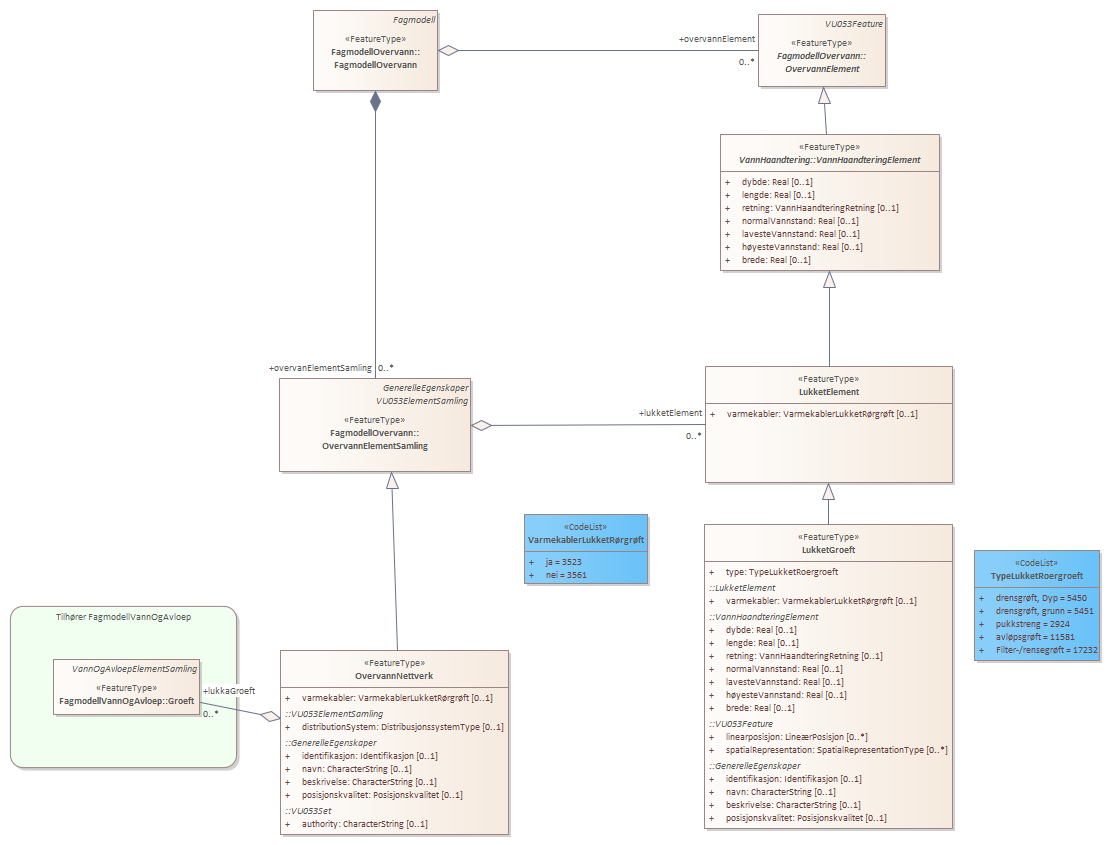 Fagmodell
«FeatureType»
FagmodellOvervann::
FagmodellOvervann
+overvannElement
0..*
VU053Feature
«FeatureType»
FagmodellOvervann::
OvervannElement
«FeatureType»
VannHaandtering::VannHaandteringElement
+ dybde: Real [0..1]
+ lengde: Real [0..1]
+ retning: VannHaandteringRetning [0..1]
+ normalVannstand: Real [0..1]
+ lavesteVannstand: Real [0..1]
+ høyesteVannstand: Real [0..1]
+ brede: Real [0..1]
+overvanElementSamling 0..*
GenerelleEgenskaper
VU053ElementSamling
«FeatureType»
FagmodellOvervann::
OvervannElementSamling
+lukketElement
0..*
«FeatureType»
LukketElement
+ varmekabler: VarmekablerLukketRørgrøft [0..1]
«CodeList»
VarmekablerLukketRørgrøft
+ ja = 3523
+ nei = 3561
«FeatureType»
LukketGroeft
+ type: TypeLukketRoergroeft
::LukketElement
+ varmekabler: VarmekablerLukketRørgrøft [0..1]
::VannHaandteringElement
+ dybde: Real [0..1]
+ lengde: Real [0..1]
+ retning: VannHaandteringRetning [0..1]
+ normalVannstand: Real [0..1]
+ lavesteVannstand: Real [0..1]
+ høyesteVannstand: Real [0..1]
+ brede: Real [0..1]
::VU053Feature
+ linearposisjon: LineærPosisjon [0..*]
+ spatialRepresentation: SpatialRepresentationType [0..*]
::GenerelleEgenskaper
+ identifikasjon: Identifikasjon [0..1]
+ navn: CharacterString [0..1]
+ beskrivelse: CharacterString [0..1]
+ posisjonskvalitet: Posisjonskvalitet [0..1]
«CodeList»
TypeLukketRoergroeft
+ drensgrøft, Dyp = 5450
+ drensgrøft, grunn = 5451
+ pukkstreng = 2924
+ avløpsgrøft = 11581
+ Filter-/rensegrøft = 17232
Tilhører FagmodellVannOgAvloep
VannOgAvloepElementSamling
«FeatureType»
FagmodellVannOgAvloep::Groeft
+lukkaGroeft
0..*
«FeatureType»
OvervannNettverk
+ varmekabler: VarmekablerLukketRørgrøft [0..1]
::VU053ElementSamling
+ distributionSystem: DistribusjonssystemType [0..1]
::GenerelleEgenskaper
+ identifikasjon: Identifikasjon [0..1]
+ navn: CharacterString [0..1]
+ beskrivelse: CharacterString [0..1]
+ posisjonskvalitet: Posisjonskvalitet [0..1]
::VU053Set
+ authority: CharacterString [0..1]